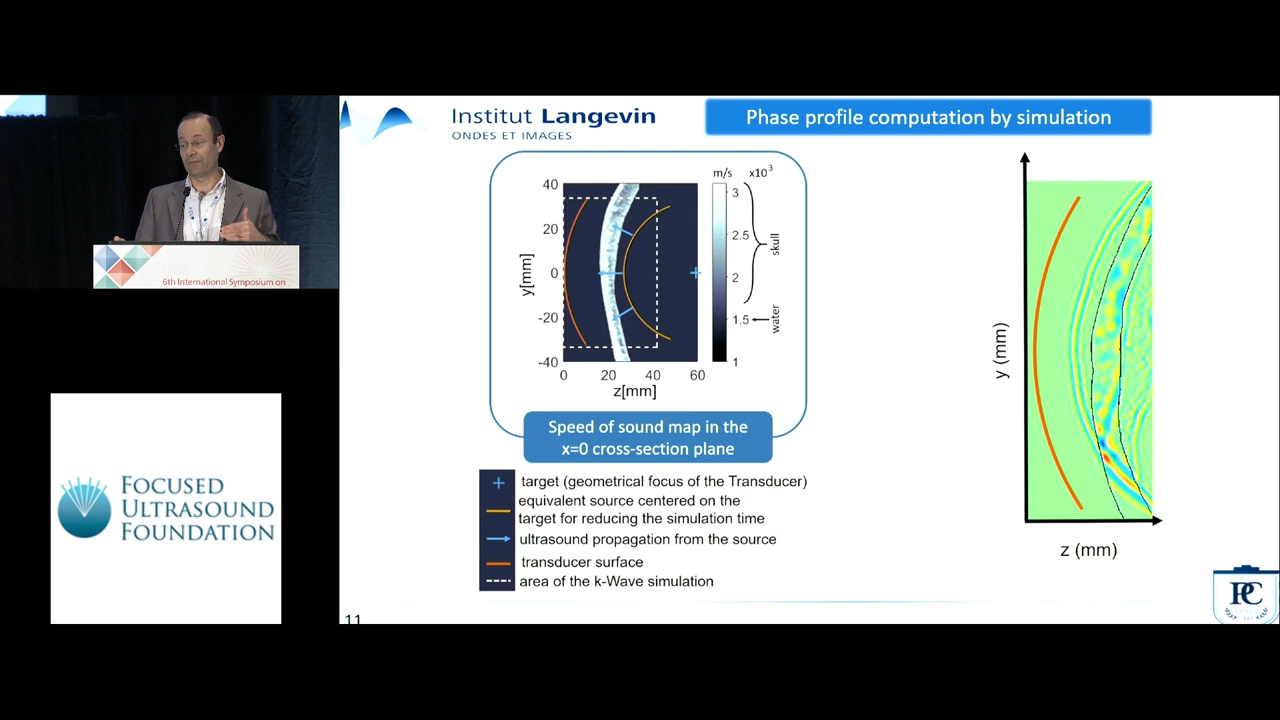 6th International Symposium on
FOCUSED
ULTRASOUND
FOUNDATION
Institut Langevin
ONDES ET IMAGES
Phase profile computation by simulation
m/s x10³
40
20
0
-20
-40
y[mm]
0 20 40 60
z[mm]
3
2.5
2
1.5
1
skull
water
Speed of sound map in the
x=0 cross-section plane
target (geometrical focus of the Transducer)
equivalent source centered on the
target for reducing the simulation time
ultrasound propagation from the source
transducer surface
area of the k-Wave simulation
y (mm)
z (mm)
PC
11